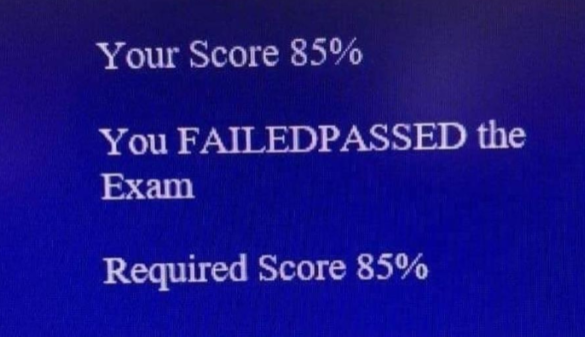 Your Score 85%
You FAILEDPASSED the
Exam
Required Score 85%